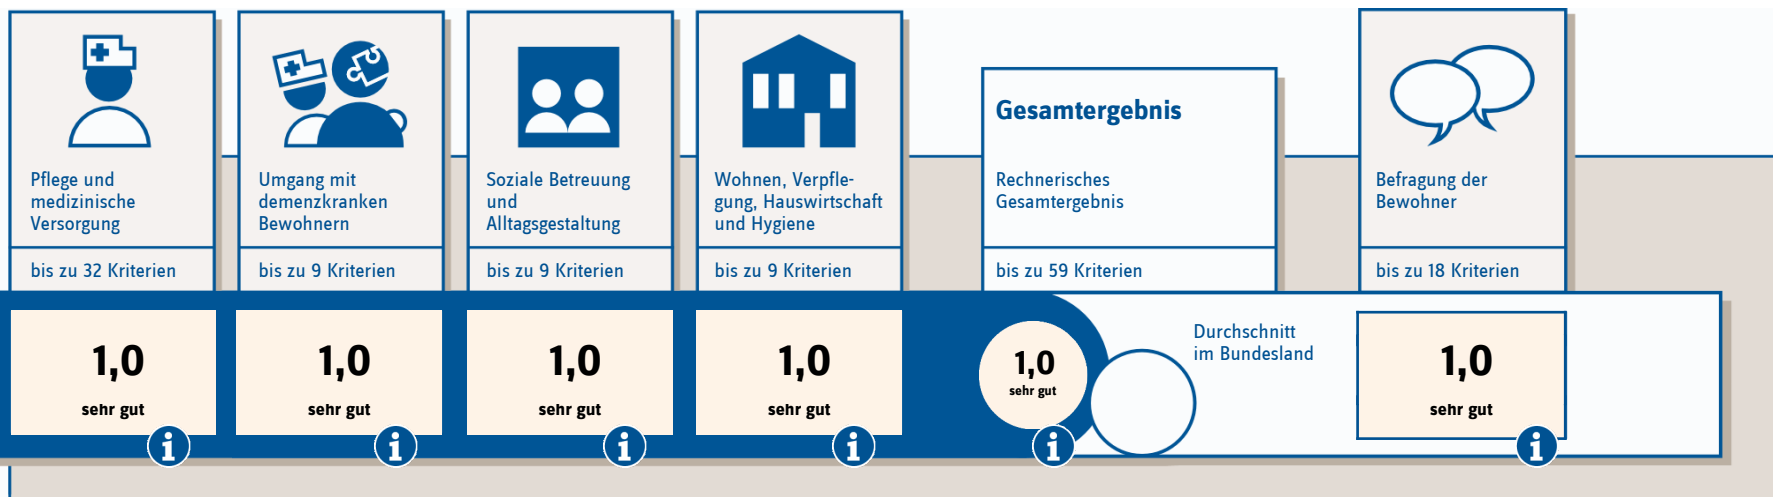 Pflege und
medizinische
Versorgung
bis zu 32 Kriterien
1,0
sehr gut
i
Umgang mit
demenzkranken
Bewohnern
bis zu 9 Kriterien
1,0
sehr gut
i
Soziale Betreuung
und
Alltagsgestaltung
bis zu 9 Kriterien
1,0
sehr gut
i
Wohnen, Verpfle-
gung, Hauswirtschaft
und Hygiene
bis zu 9 Kriterien
1,0
sehr gut
i
Gesamtergebnis
Rechnerisches
Gesamtergebnis
bis zu 59 Kriterien
1,0
sehr gut
i
Durchschnitt
im Bundesland
Befragung der
Bewohner
bis zu 18 Kriterien
1,0
sehr gut
i